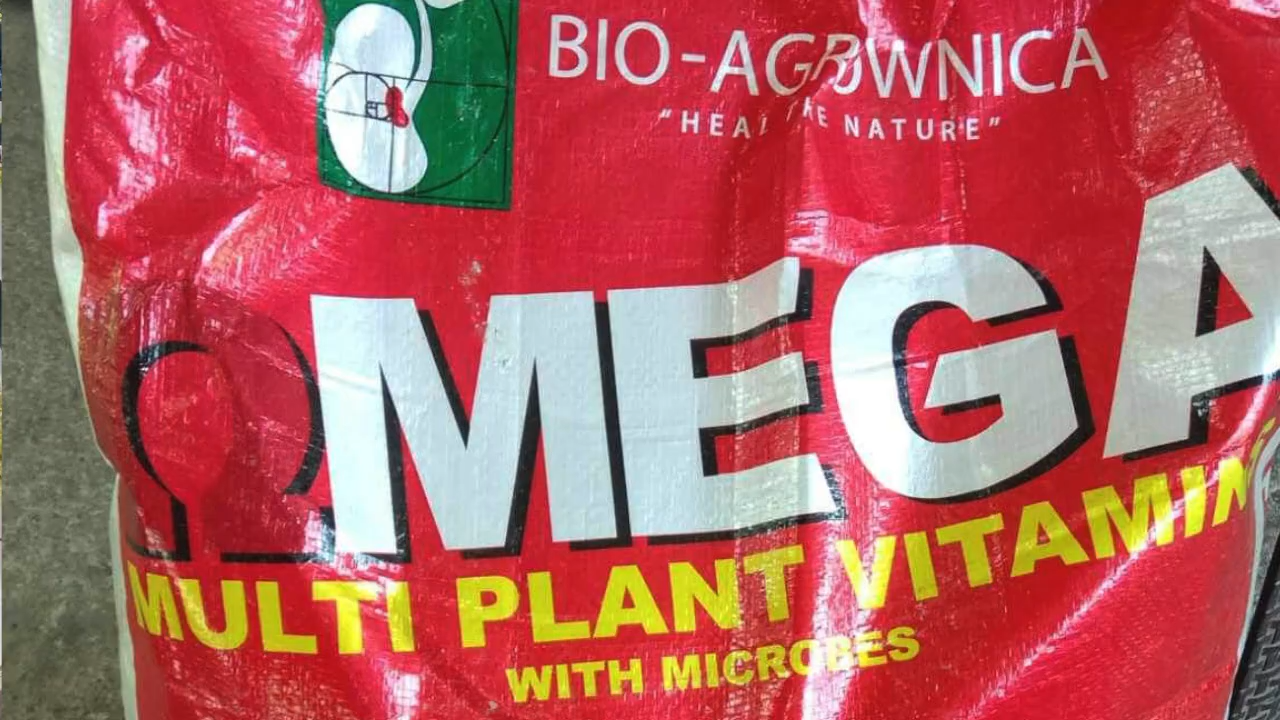 BIO-AGROWNICA
"HEAL THE NATURE"
ΩMEGA
MULTI PLANT VITAMIN
WITH MICROBES